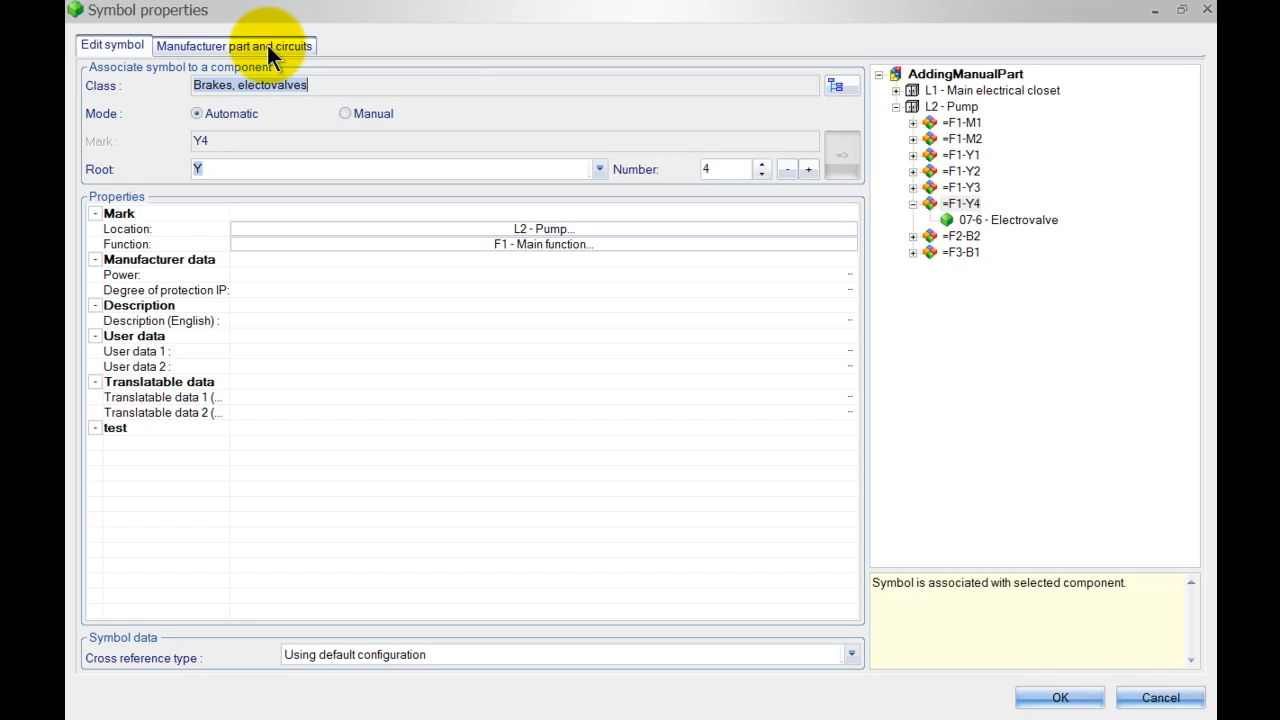 Symbol properties
Edit symbol
Manufacturer part and circuits
Associate symbol to a component
Class :
Brakes, electovalves
Mode :
Automatic
Manual
Mark :
Y4
=>
Root:
Y
Number:
4
-
+
Properties
- Mark
Location:
L2 - Pump...
Function:
F1 - Main function...
- Manufacturer data
Power:
...
Degree of protection IP:
...
- Description
Description (English) :
...
- User data
User data 1 :
...
User data 2 :
...
- Translatable data
Translatable data 1 (...
...
Translatable data 2 (...
...
- test
Symbol data
Cross reference type :
Using default configuration
AddingManualPart
L1 - Main electrical closet
L2 - Pump
=F1-M1
=F1-M2
=F1-Y1
=F1-Y2
=F1-Y3
=F1-Y4
07-6 - Electrovalve
=F2-B2
=F3-B1
Symbol is associated with selected component.
OK
Cancel